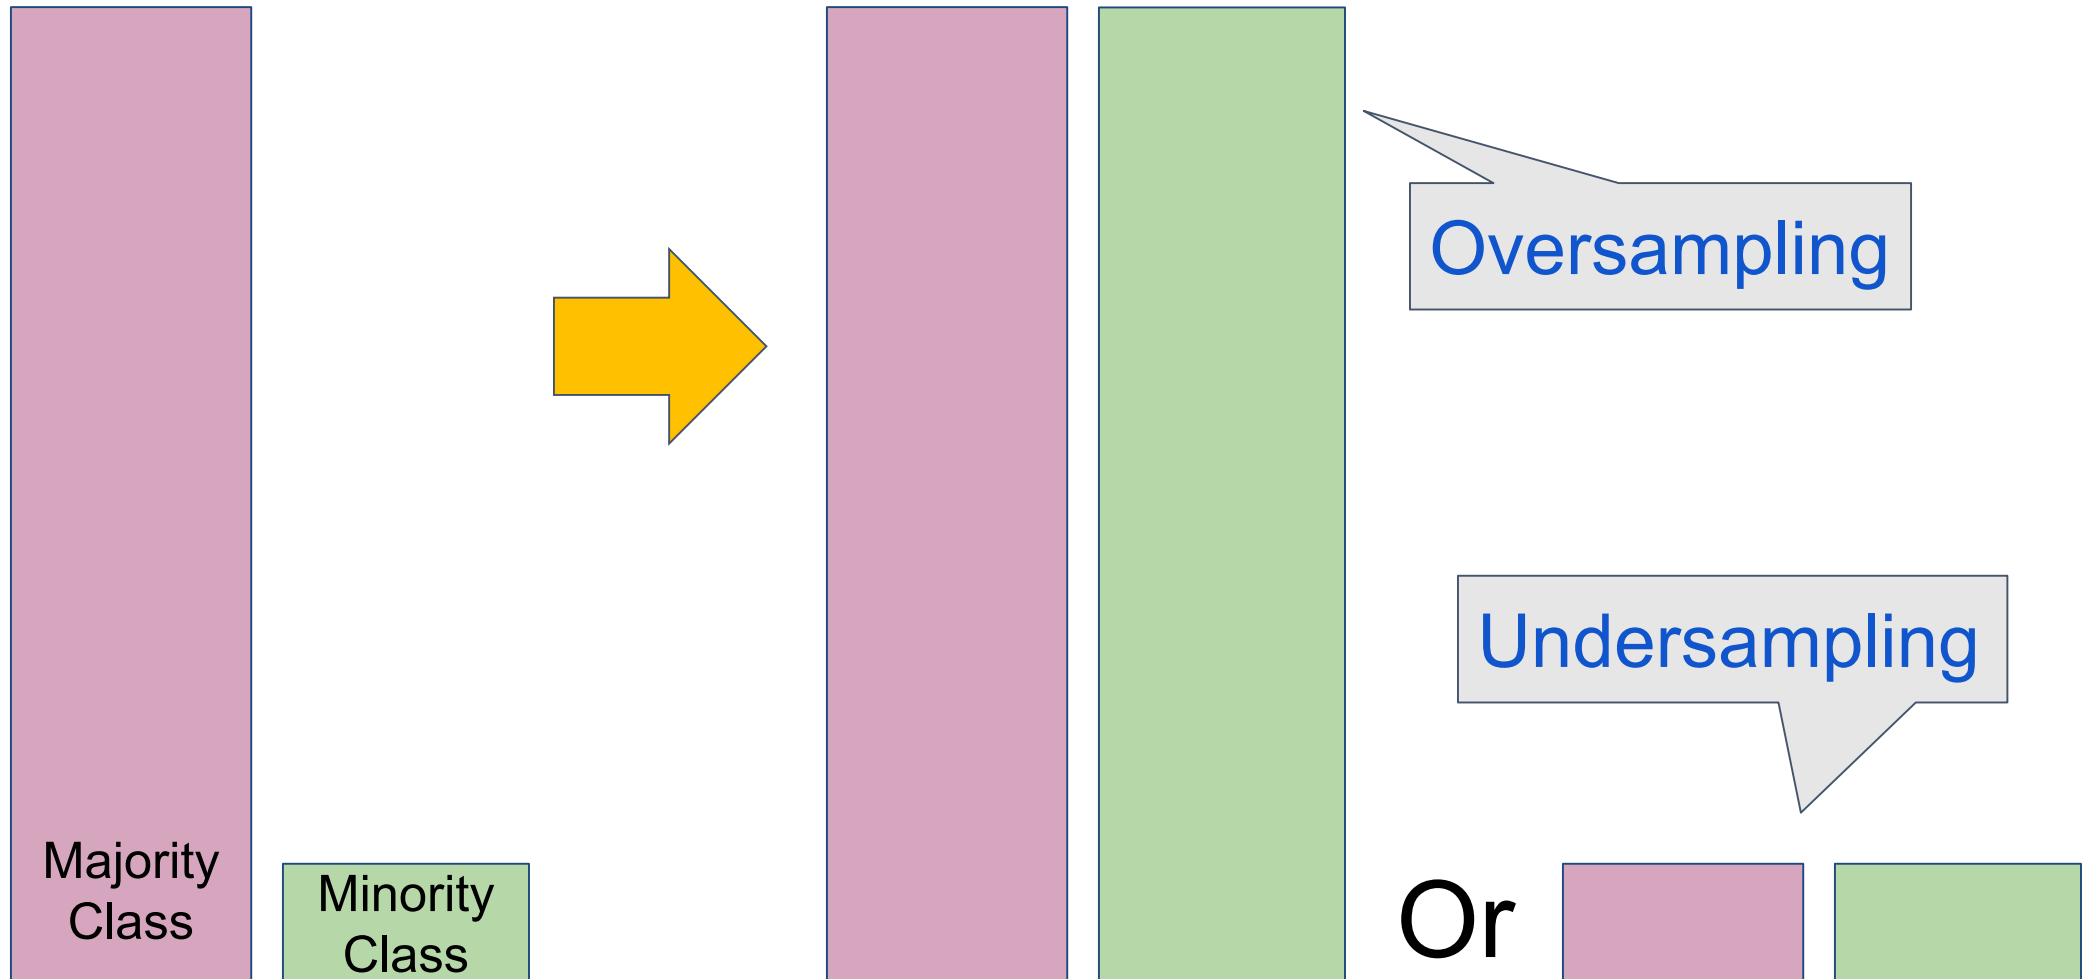 Majority
Class
Minority
Class
Oversampling
Undersampling
Or